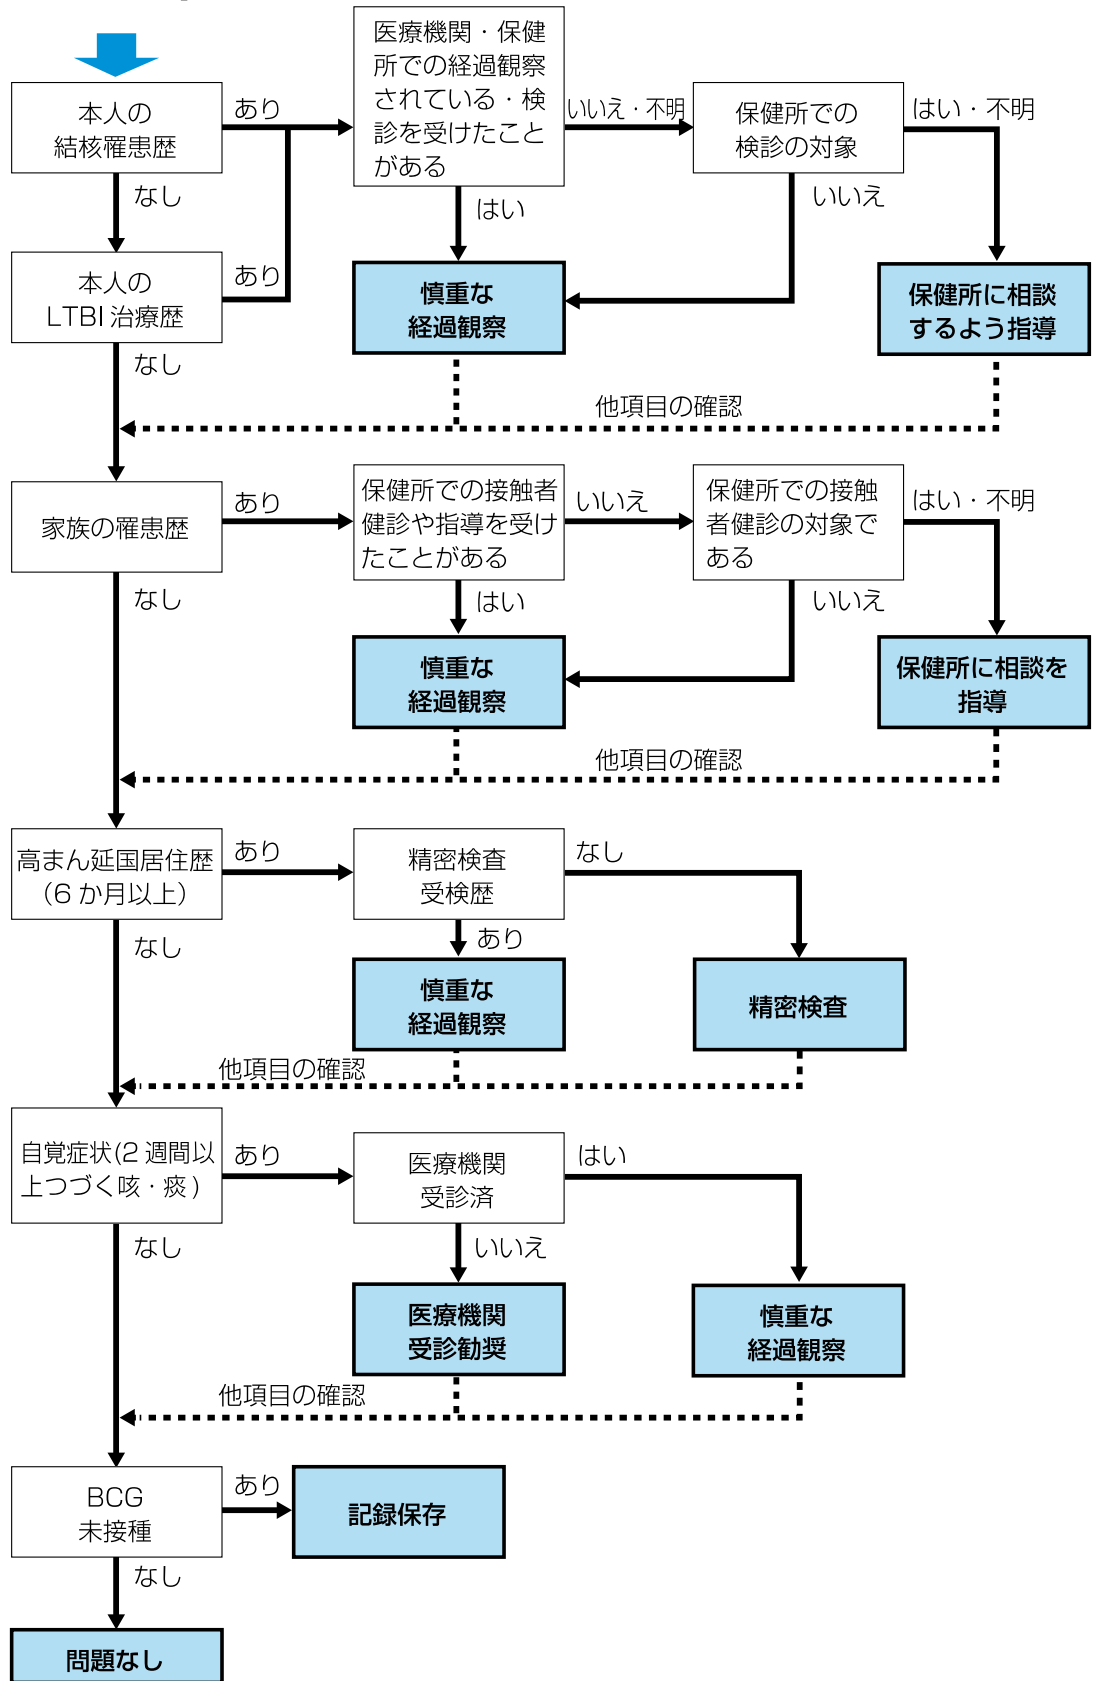 本人の
結核罹患歴
あり
医療機関・保健
所での経過観察
されている・検
診を受けたこと
がある
いいえ・不明
保健所での
検診の対象
はい・不明
なし
はい
いいえ
本人の
LTBI 治療歴
あり
慎重な
経過観察
保健所に相談
するよう指導
なし
他項目の確認
家族の罹患歴
あり
保健所での接触者
健診や指導を受け
たことがある
いいえ
保健所での接触
者健診の対象で
ある
はい・不明
なし
はい
いいえ
慎重な
経過観察
保健所に相談を
指導
他項目の確認
高まん延国居住歴
(6 か月以上)
あり
精密検査
受検歴
なし
なし
あり
慎重な
経過観察
精密検査
他項目の確認
自覚症状(2 週間以
上つづく咳・痰 )
あり
医療機関
受診済
はい
なし
いいえ
医療機関
受診勧奨
慎重な
経過観察
他項目の確認
BCG
未接種
あり
記録保存
なし
問題なし